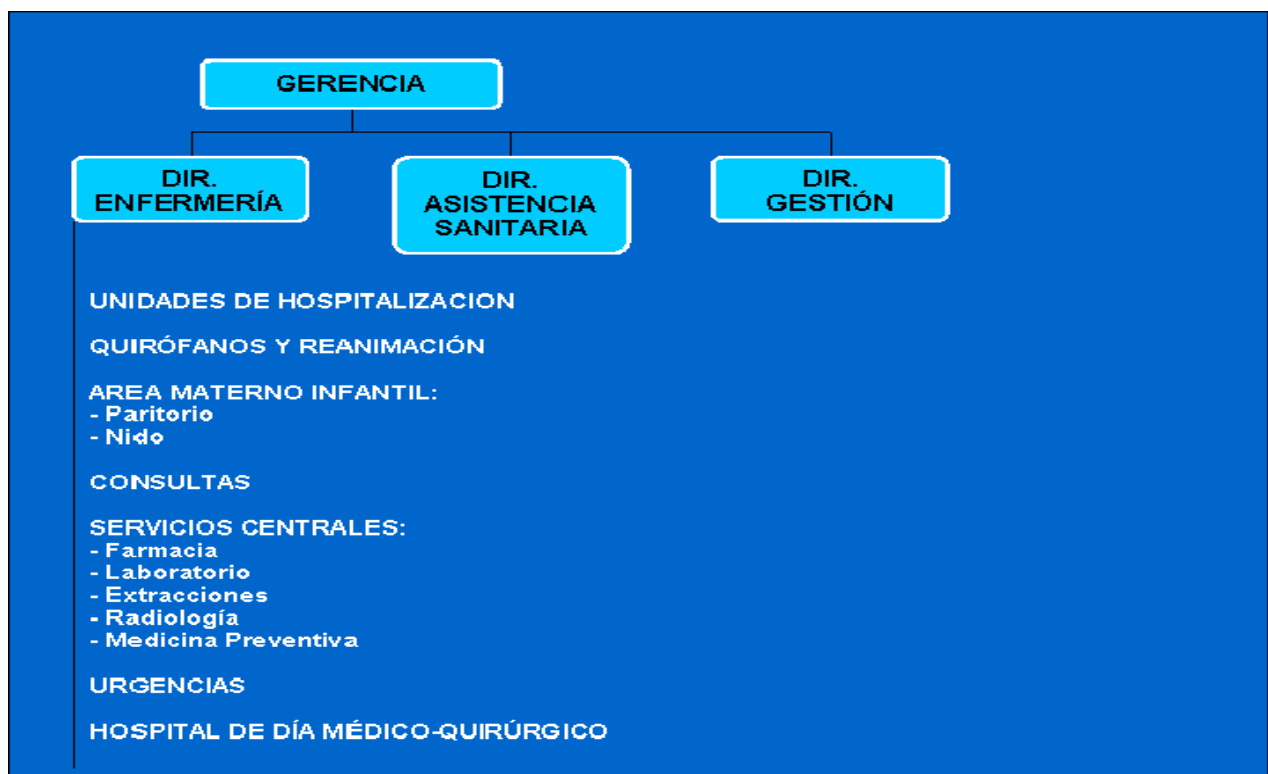 GERENCIA
DIR.
ENFERMERÍA
DIR.
ASISTENCIA
SANITARIA
DIR.
GESTIÓN
UNIDADES DE HOSPITALIZACION
QUIRÓFANOS Y REANIMACIÓN
AREA MATERNO INFANTIL:
- Paritorio
- Nido
CONSULTAS
SERVICIOS CENTRALES:
- Farmacia
- Laboratorio
- Extracciones
- Radiología
- Medicina Preventiva
URGENCIAS
HOSPITAL DE DÍA MÉDICO-QUIRÚRGICO